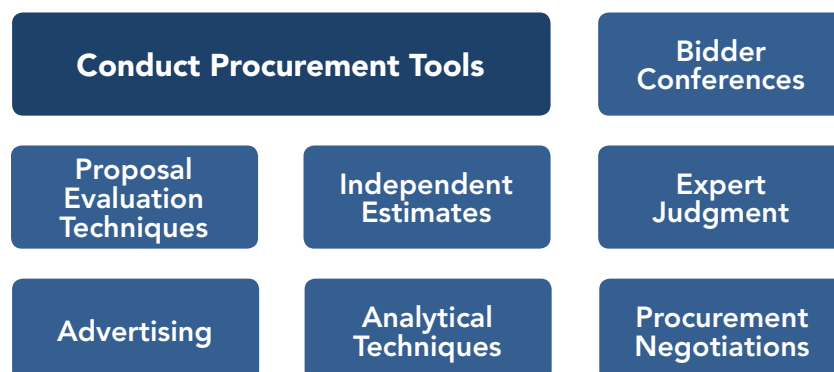 Conduct Procurement Tools
Bidder
Conferences
Proposal
Evaluation
Techniques
Independent
Estimates
Expert
Judgment
Advertising
Analytical
Techniques
Procurement
Negotiations